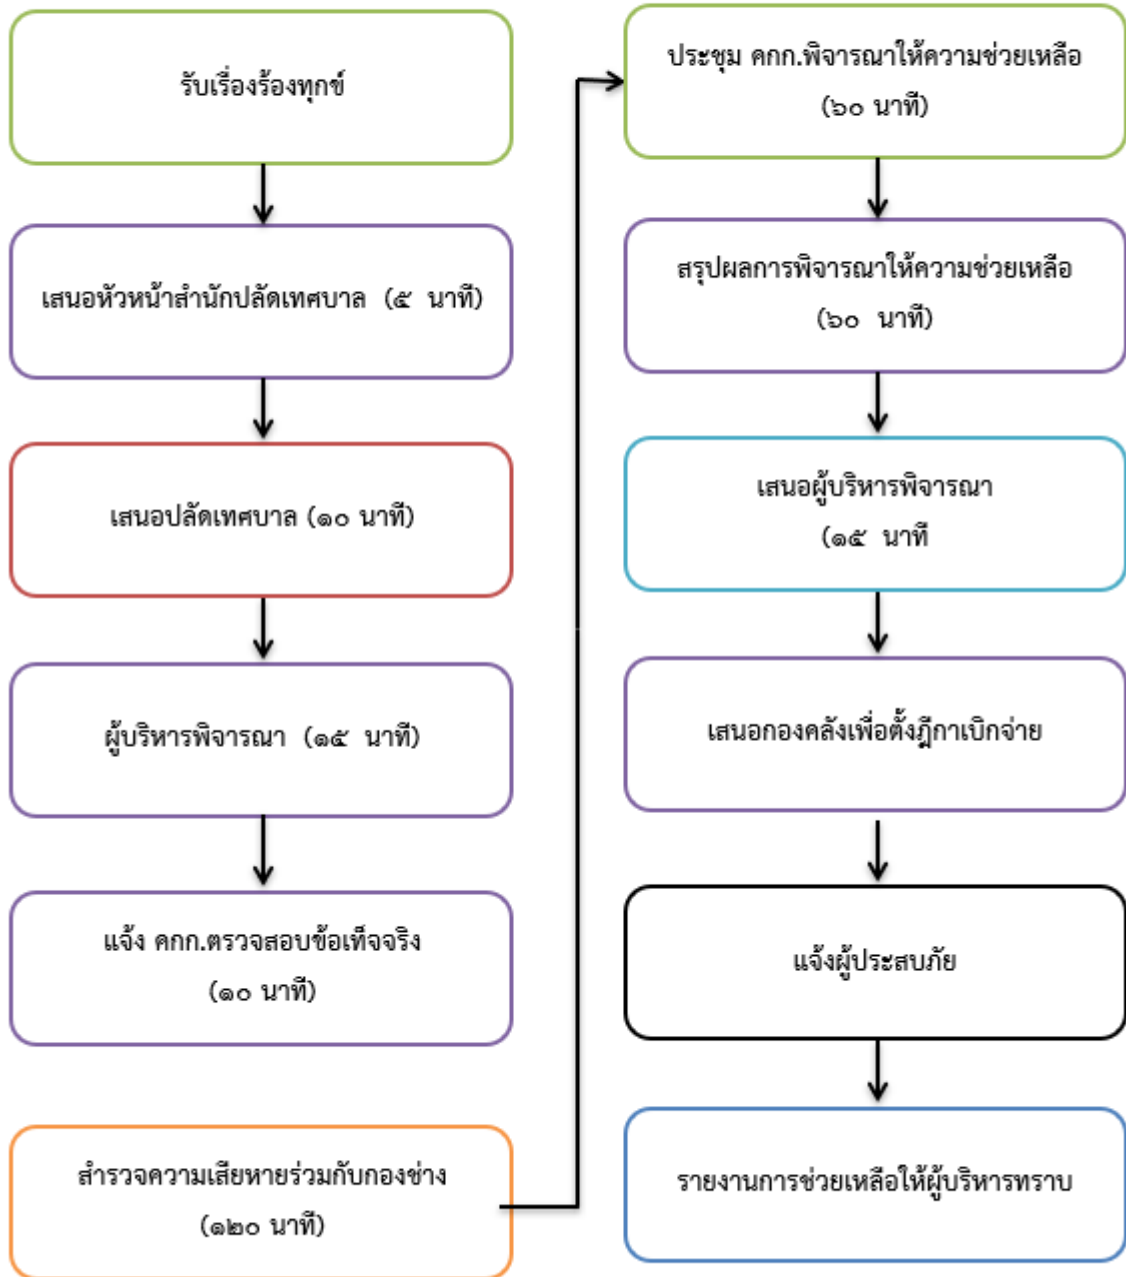 รับเรื่องร้องทุกข์
เสนอหัวหน้าสำนักปลัดเทศบาล (๕ นาที)
เสนอปลัดเทศบาล (๑๐ นาที)
ผู้บริหารพิจารณา (๑๕ นาที)
แจ้ง คกก.ตรวจสอบข้อเท็จจริง
(๑๐ นาที)
สำรวจความเสียหายร่วมกับกองช่าง
(๑๒๐ นาที)
ประชุม คกก.พิจารณาให้ความช่วยเหลือ
(๖๐ นาที)
สรุปผลการพิจารณาให้ความช่วยเหลือ
(๖๐ นาที)
เสนอผู้บริหารพิจารณา
(๑๕ นาที
เสนอกองคลังเพื่อตั้งฎีกาเบิกจ่าย
แจ้งผู้ประสบภัย
รายงานการช่วยเหลือให้ผู้บริหารทราบ